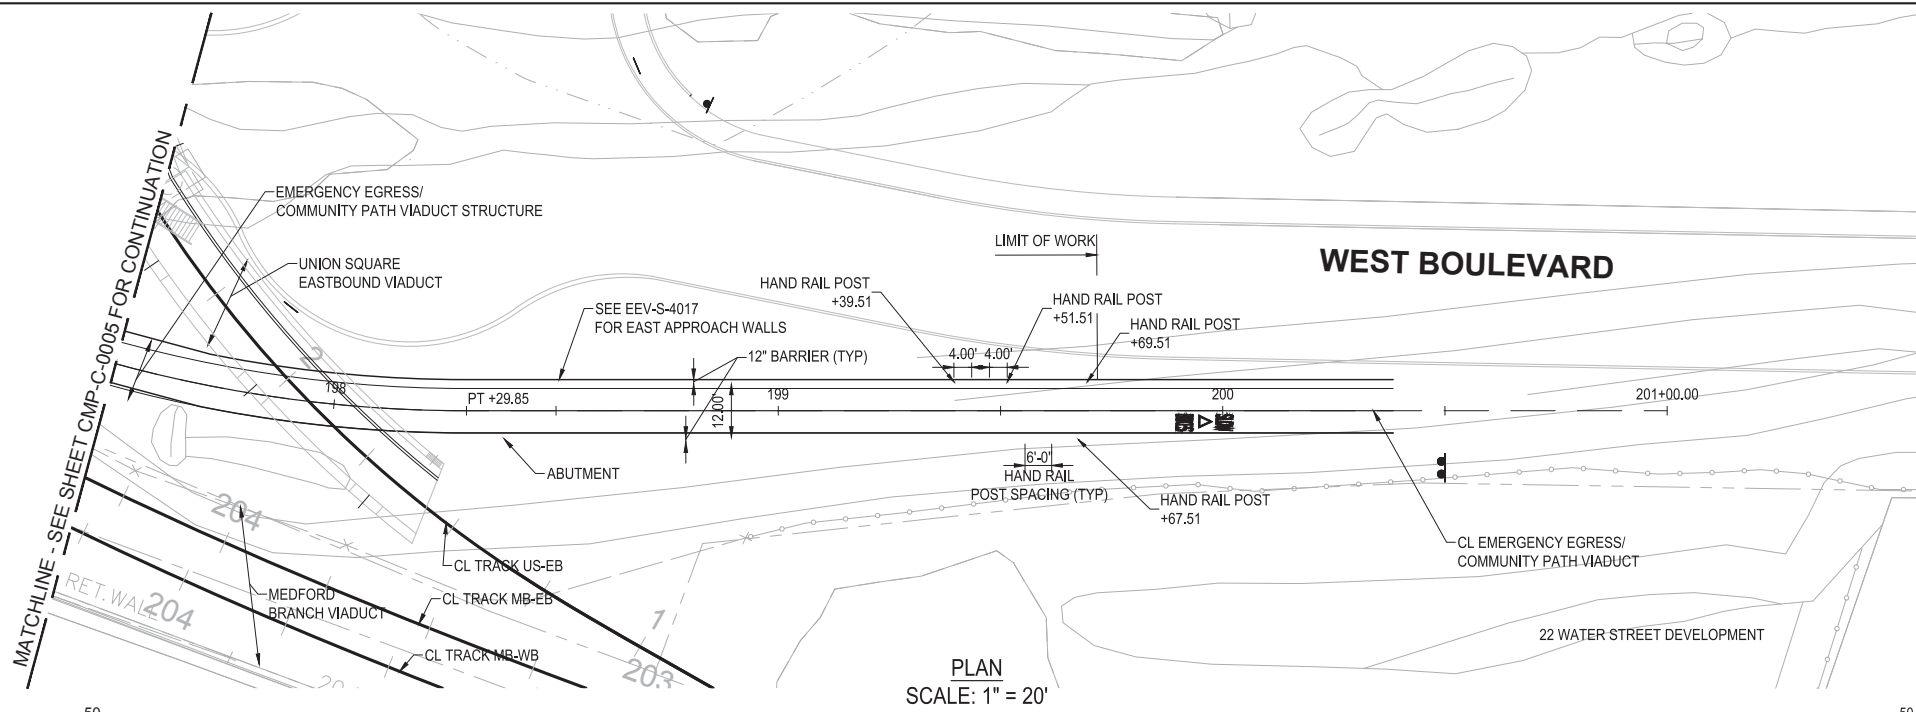 MATCHLINE - SEE SHEET CMP-C-0005 FOR CONTINUATION
EMERGENCY EGRESS/
COMMUNITY PATH VIADUCT STRUCTURE
UNION SQUARE
EASTBOUND VIADUCT
SEE EEV-S-4017
FOR EAST APPROACH WALLS
12" BARRIER (TYP)
HAND RAIL POST
+39.51
LIMIT OF WORK
HAND RAIL POST
+51.51
HAND RAIL POST
+69.51
WEST BOULEVARD
4.00'
4.00'
2
198
PT +29.85
199
12.00'
200
201+00.00
ABUTMENT
6'-0"
HAND RAIL
POST SPACING (TYP)
HAND RAIL POST
+67.51
CL EMERGENCY EGRESS/
COMMUNITY PATH VIADUCT
204
CL TRACK US-EB
MEDFORD
BRANCH VIADUCT
CL TRACK MB-EB
RET. WALL
204
1
CL TRACK MB-WB
203
22 WATER STREET DEVELOPMENT
PLAN
SCALE: 1" = 20'
50
50